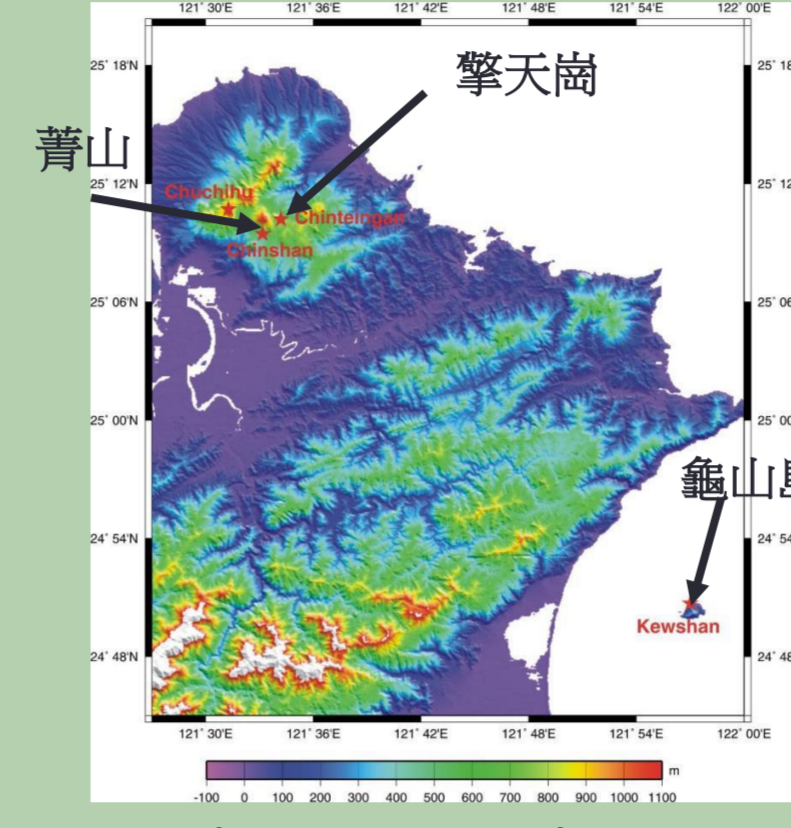 121° 30'E 121° 36'E 121° 42'E 121° 48'E 121° 54'E 122° 00'E
25° 18'N 25° 18
擎天崗
菁山
25° 12'N 25° 12
Chuchihu
Chinteingan
Chinshan
25° 06'N 25° 06
25° 00'N 25° 00
龜山島
24° 54'N 24° 54
Kewshan
24° 48'N 24° 48
121° 30'E 121° 36'E 121° 42'E 121° 48'E 121° 54'E 122° 00'E
m
-100 0 100 200 300 400 500 600 700 800 900 1000 1100